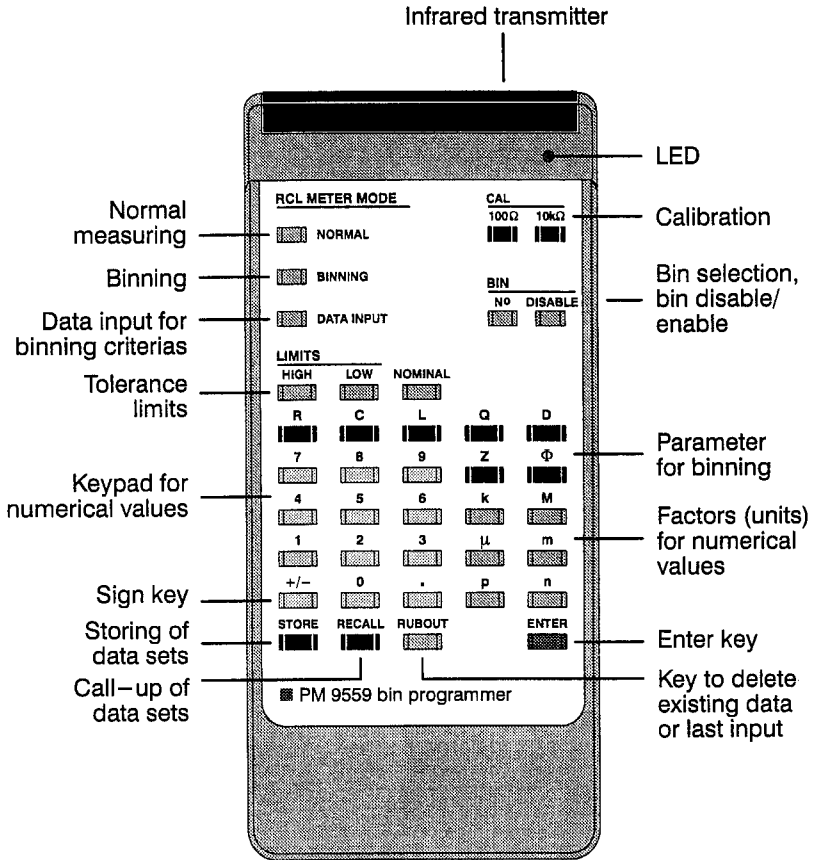 Infrared transmitter
LED
RCL METER MODE
CAL
100Ω 10kΩ
Calibration
Normal
measuring
NORMAL
Binning
BINNING
BIN
Nº DISABLE
Bin selection,
bin disable/
enable
Data input for
binning criterias
DATA INPUT
LIMITS
HIGH LOW NOMINAL
Tolerance
limits
R C L Q D
7 8 9 Z Φ
Parameter
for binning
Keypad for
numerical values
4 5 6 k M
1 2 3 µ m
Factors (units)
for numerical
values
+/− 0 . p n
Sign key
STORE RECALL RUBOUT ENTER
Storing of
data sets
Enter key
Call−up of
data sets
Key to delete
existing data
or last input
PM 9559 bin programmer